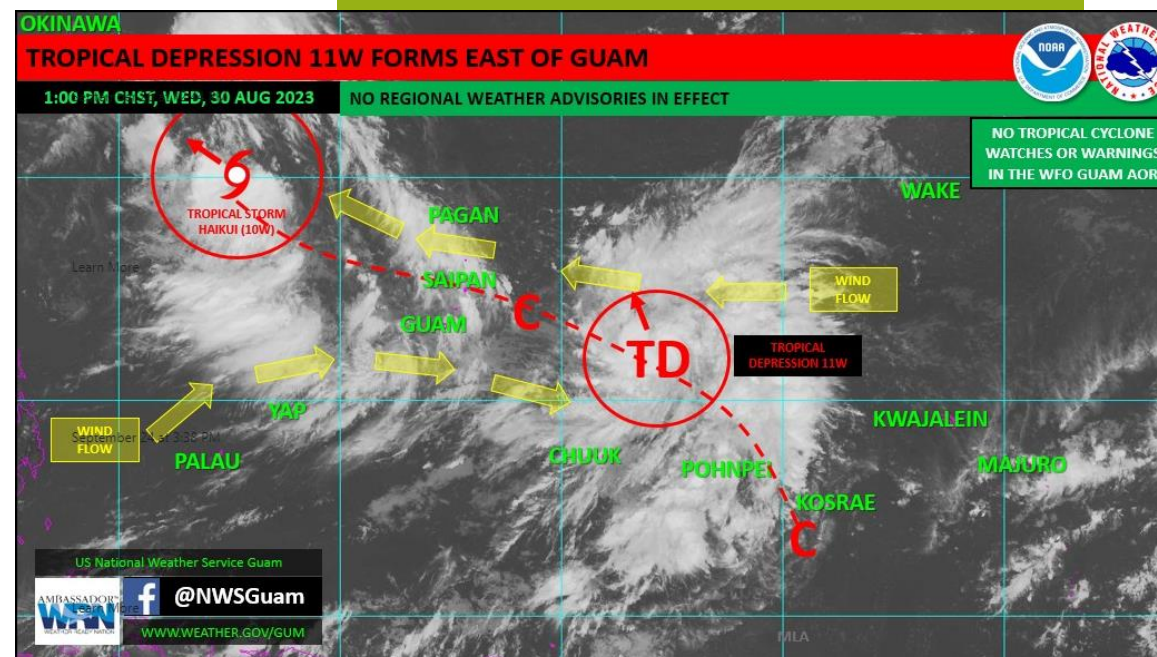 OKINAWA
TROPICAL DEPRESSION 11W FORMS EAST OF GUAM
1:00 PM CHST, WED, 30 AUG 2023
NO REGIONAL WEATHER ADVISORIES IN EFFECT
NOAA
NO TROPICAL CYCLONE
WATCHES OR WARNINGS
IN THE WFO GUAM AOR
WAKE
TROPICAL STORM
HAIKUI (10W)
PAGAN
Learn More
SAIPAN
WIND
FLOW
C
GUAM
TD
TROPICAL
DEPRESSION 11W
YAP
KWAJALEIN
WIND
FLOW
September 24 at 3:38 PM
PALAU
CHUUK
POHNPEI
MAJURO
KOSRAE
C
US National Weather Service Guam
AMBASSADOR
WRN
WEATHER-READY NATION
Learn More
f
@NWSGuam
WWW.WEATHER.GOV/GUM
MLA